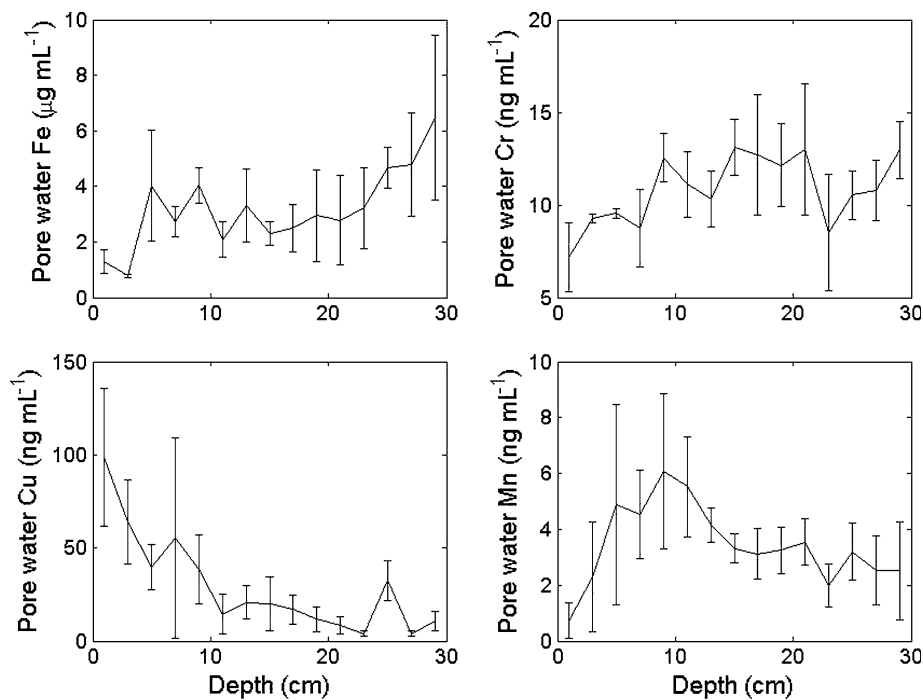 Pore water Fe (μg mL⁻¹)
10
8
6
4
2
0
0 10 20 30
Pore water Cr (ng mL⁻¹)
20
15
10
5
0 10 20 30
Pore water Cu (ng mL⁻¹)
150
100
50
0
0 10 20 30
Depth (cm)
Pore water Mn (ng mL⁻¹)
10
8
6
4
2
0
0 10 20 30
Depth (cm)